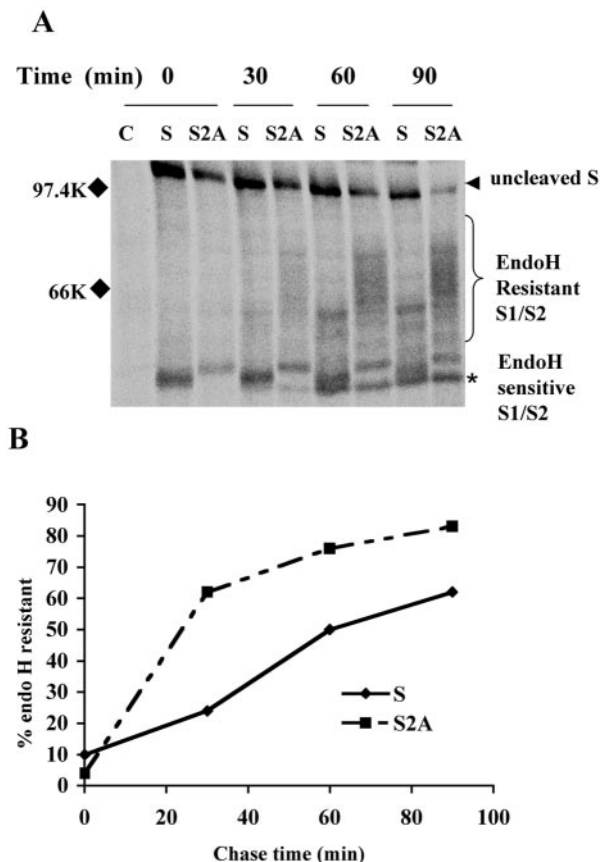 A
Time (min) 0 30 60 90
C S S2A S S2A S S2A S S2A
97.4K
uncleaved S
66K
EndoH
Resistant
S1/S2
EndoH
* sensitive
S1/S2
B
90
80
70
60
50
40
30
20
10
0
% endo H resistant
S
S2A
0 20 40 60 80 100
Chase time (min)